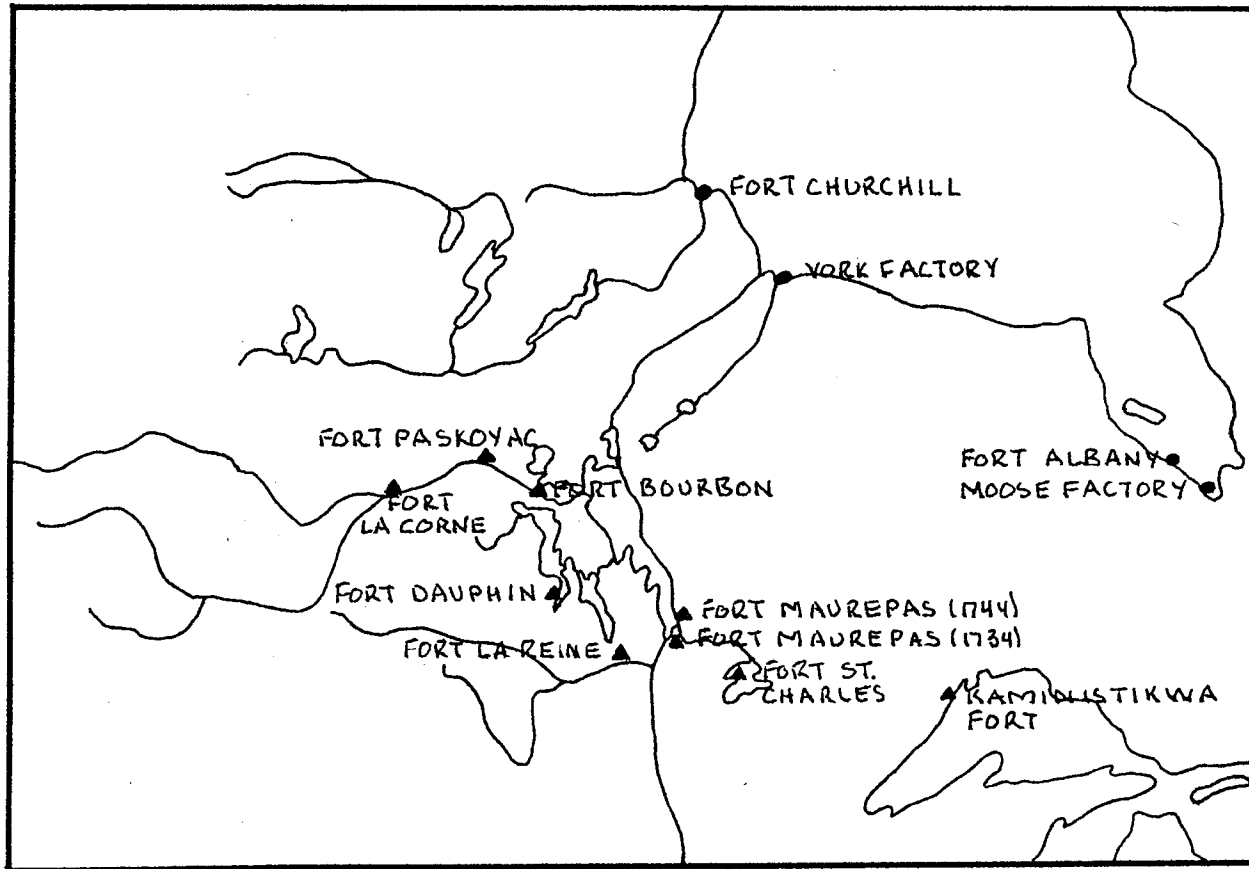 FORT CHURCHILL
YORK FACTORY
FORT PASKOYAC
FORT ALBANY
MOOSE FACTORY
FORT BOURBON
FORT
LA CORNE
FORT DAUPHIN
FORT MAUREPAS (1744)
FORT MAUREPAS (1734)
FORT LA REINE
FORT ST.
CHARLES
KAMINISTIKWA
FORT